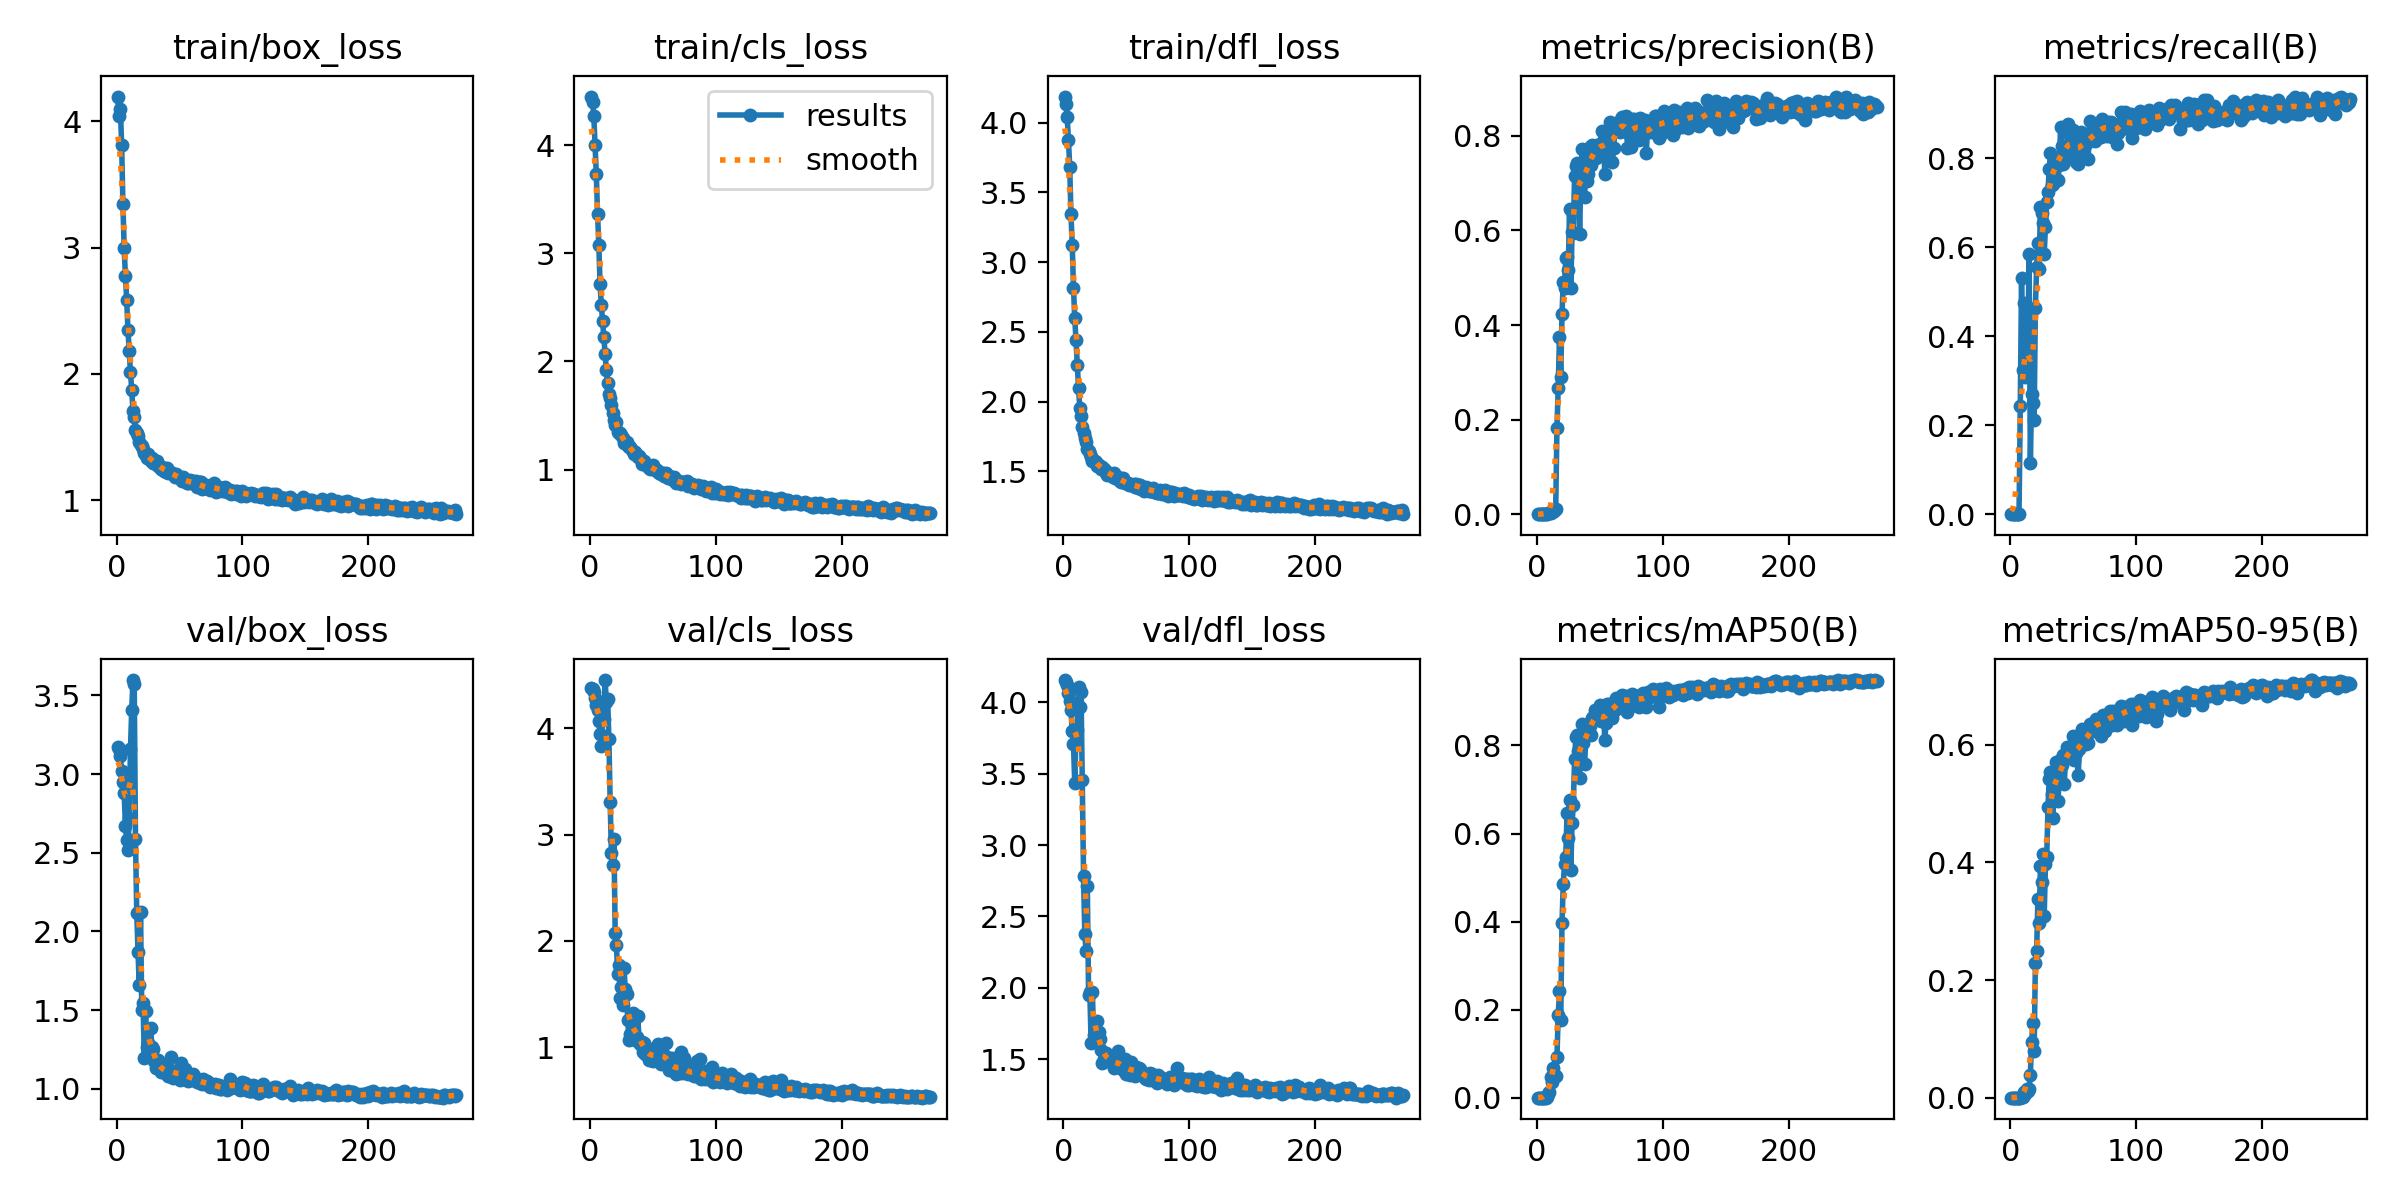 train/box_loss
4
3
2
1
0 100 200
train/cls_loss
results
smooth
4
3
2
1
0 100 200
train/dfl_loss
4.0
3.5
3.0
2.5
2.0
1.5
0 100 200
metrics/precision(B)
0.8
0.6
0.4
0.2
0.0
0 100 200
metrics/recall(B)
0.8
0.6
0.4
0.2
0.0
0 100 200
val/box_loss
3.5
3.0
2.5
2.0
1.5
1.0
0 100 200
val/cls_loss
4
3
2
1
0 100 200
val/dfl_loss
4.0
3.5
3.0
2.5
2.0
1.5
0 100 200
metrics/mAP50(B)
0.8
0.6
0.4
0.2
0.0
0 100 200
metrics/mAP50-95(B)
0.6
0.4
0.2
0.0
0 100 200